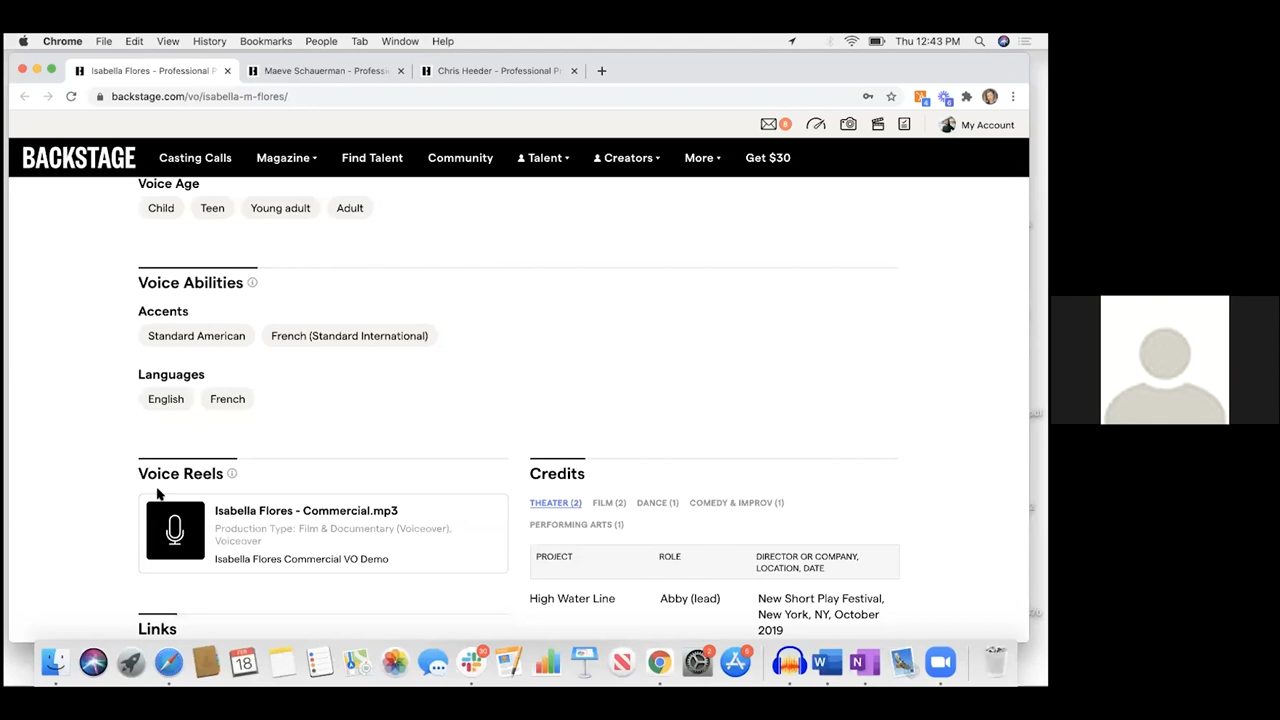 Chrome File Edit View History Bookmarks People Tab Window Help Thu 12:43 PM
Isabella Flores - Professional P Maeve Schauerman - Professi Chris Heeder - Professional P
backstage.com/vo/isabella-m-flores/
8 My Account
BACKSTAGE Casting Calls Magazine Find Talent Community Talent Creators More Get $30
Voice Age
Child Teen Young adult Adult
Voice Abilities
Accents
Standard American French (Standard International)
Languages
English French
Voice Reels
Isabella Flores - Commercial.mp3
Production Type: Film & Documentary (Voiceover),
Voiceover
Isabella Flores Commercial VO Demo
Links
Credits
THEATER (2) FILM (2) DANCE (1) COMEDY & IMPROV (1)
PERFORMING ARTS (1)
PROJECT ROLE DIRECTOR OR COMPANY,
LOCATION, DATE
High Water Line Abby (lead) New Short Play Festival,
New York, NY, October
2019
FEB
18
30